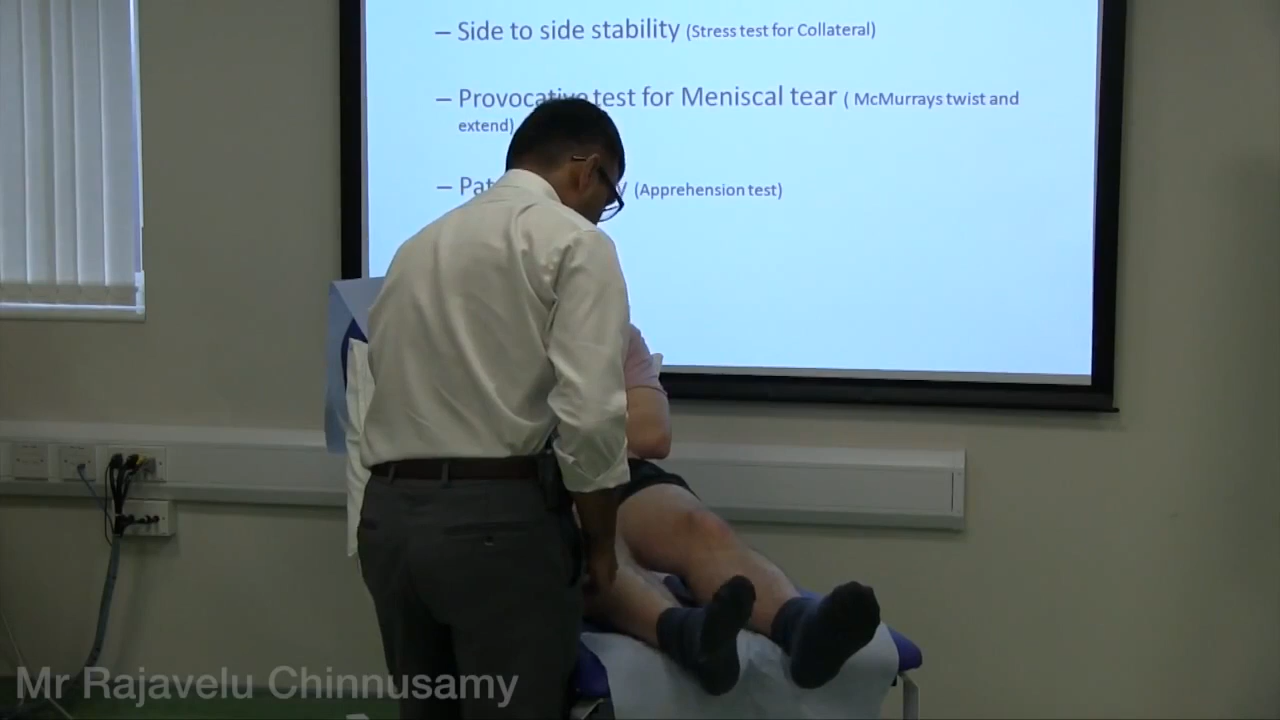 – Side to side stability (Stress test for Collateral)
– Provocative test for Meniscal tear ( McMurrays twist and
extend)
– (Apprehension test)
Mr Rajavelu Chinnusamy